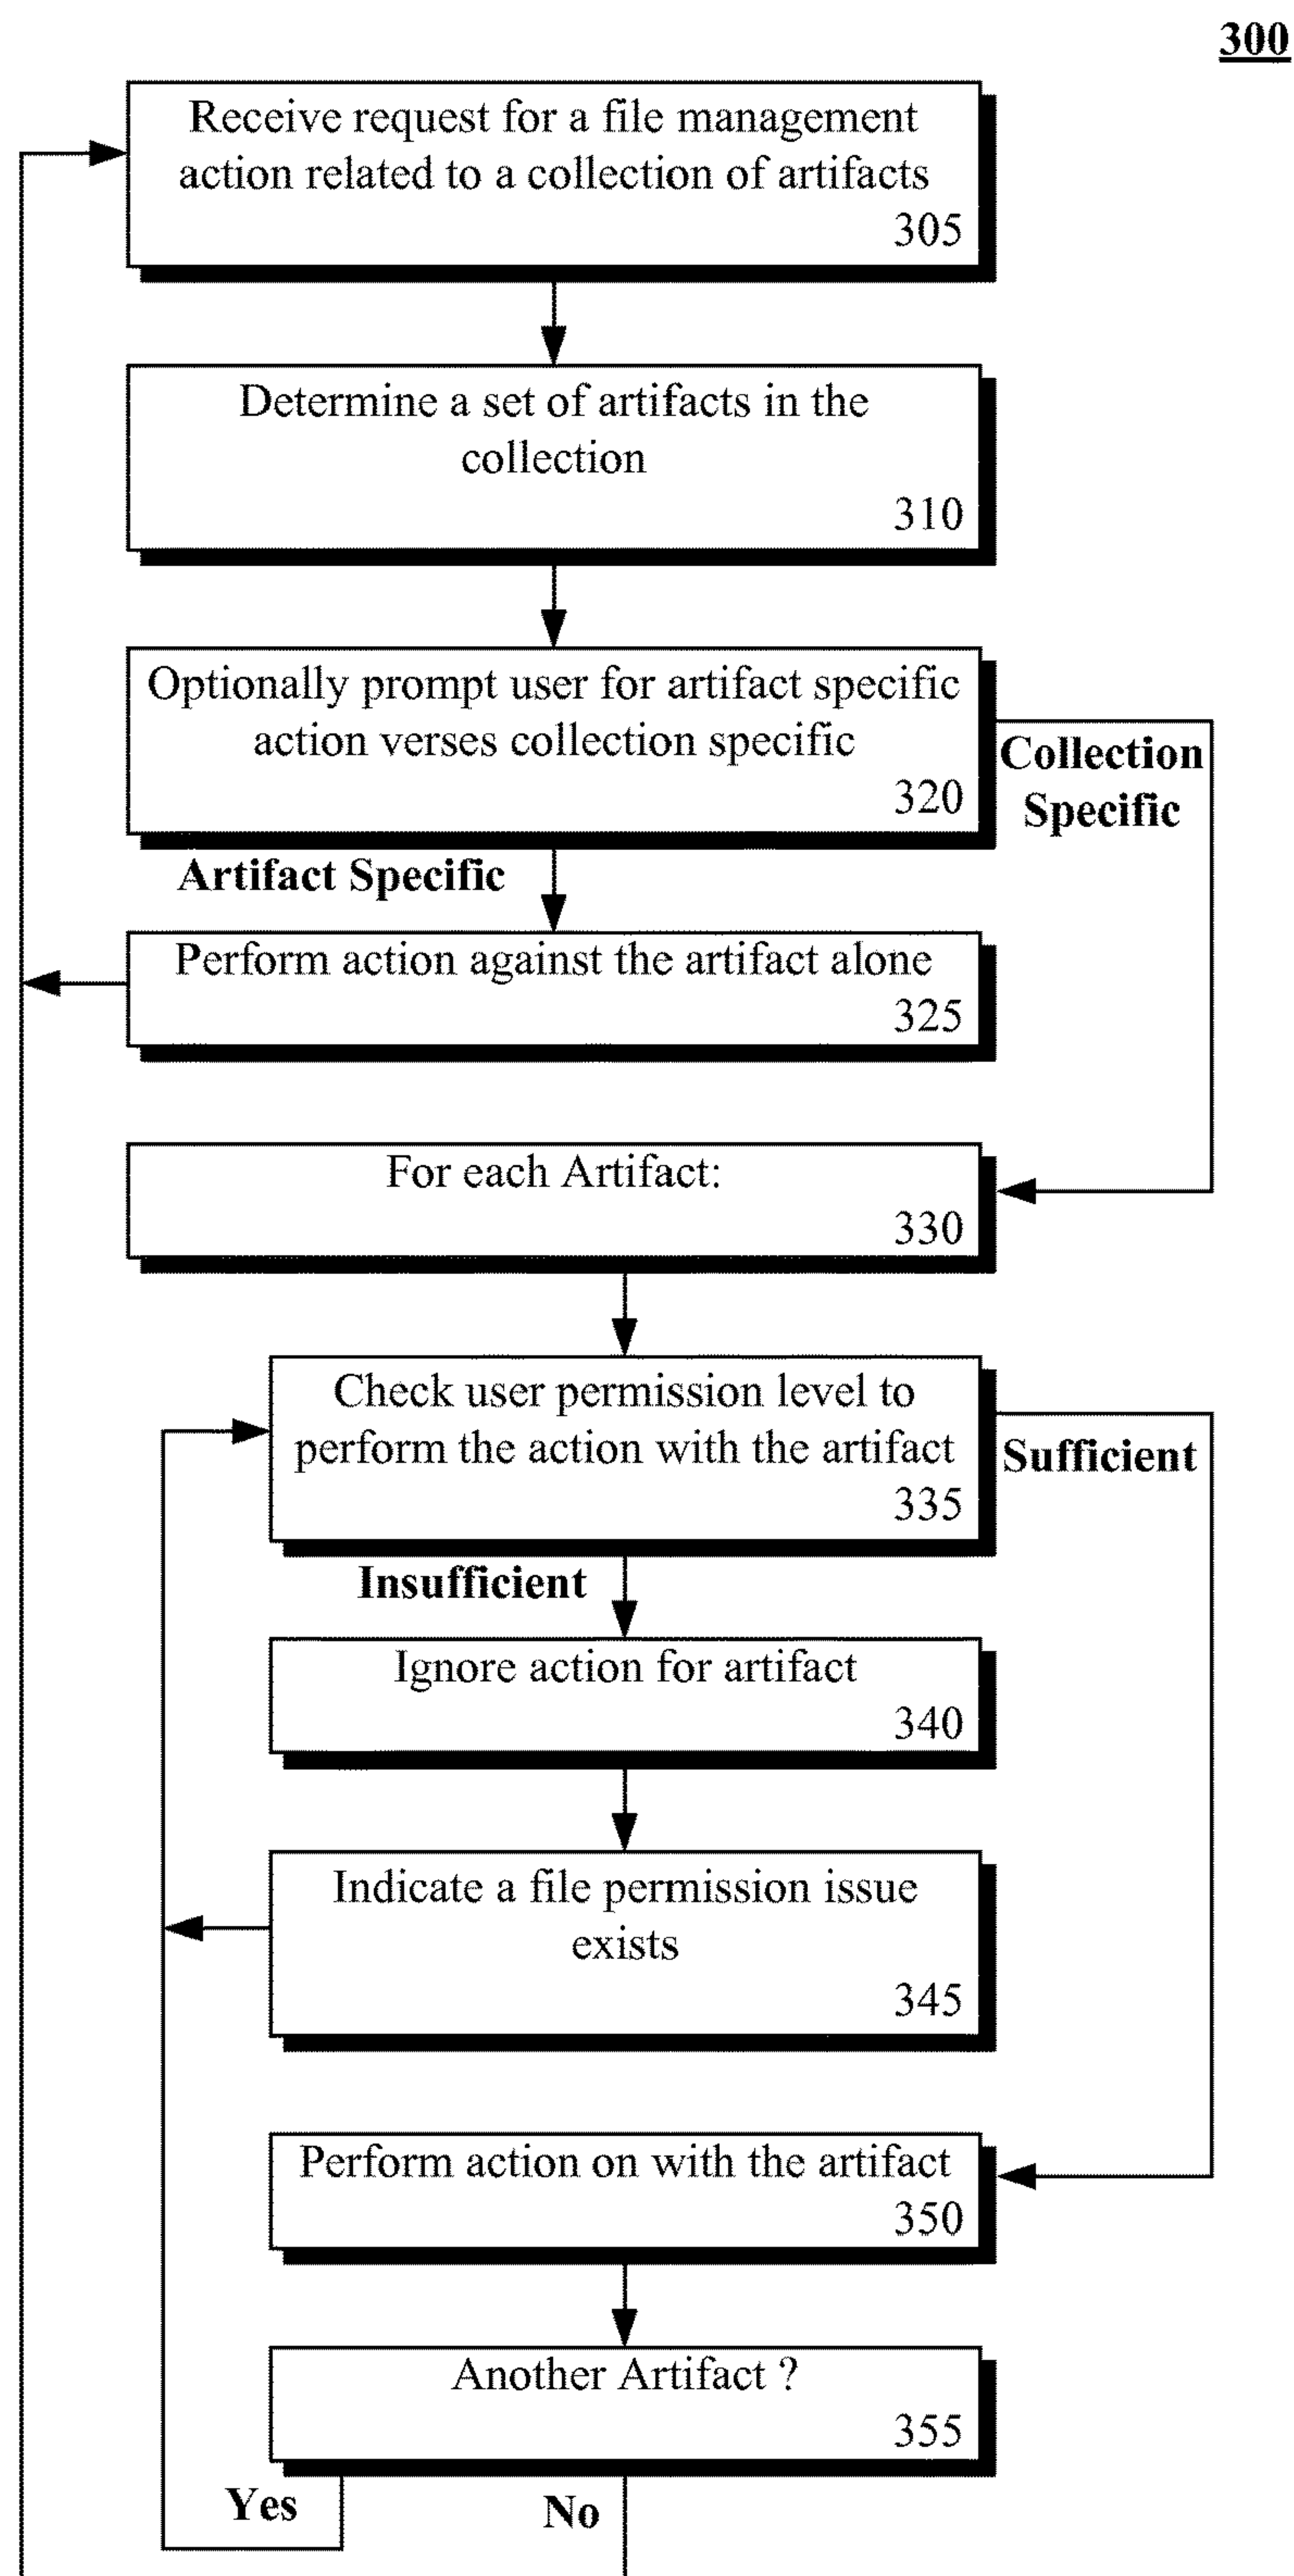 300
Receive request for a file management
action related to a collection of artifacts
305
Determine a set of artifacts in the
collection
310
Optionally prompt user for artifact specific
action verses collection specific
320
Collection
Specific
Artifact Specific
Perform action against the artifact alone
325
For each Artifact:
330
Check user permission level to
perform the action with the artifact
335
Sufficient
Insufficient
Ignore action for artifact
340
Indicate a file permission issue
exists
345
Perform action on with the artifact
350
Another Artifact ?
355
Yes
No